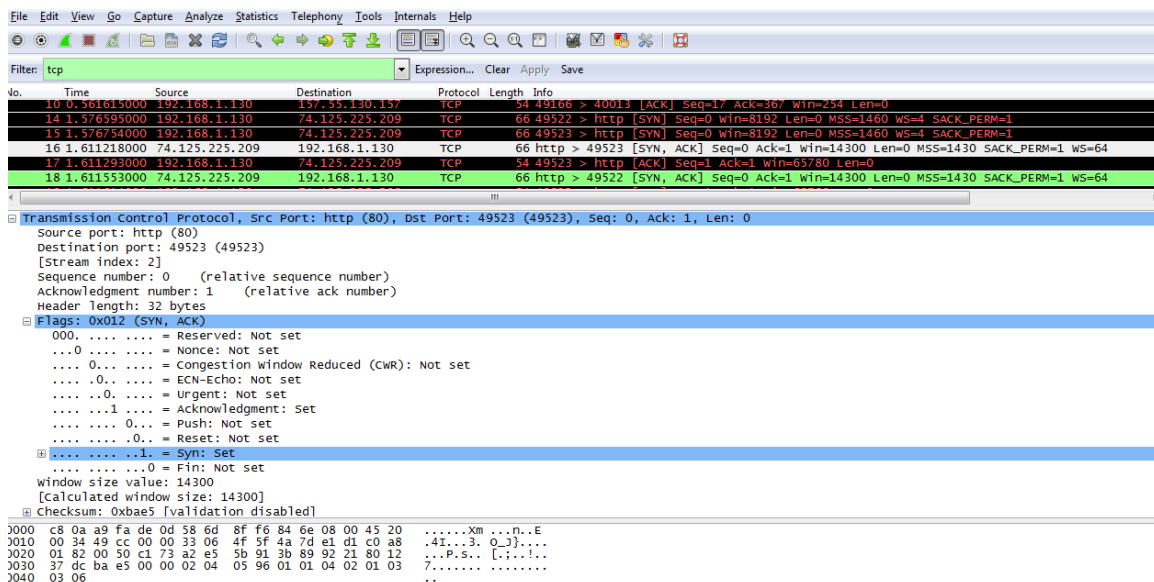 File Edit View Go Capture Analyze Statistics Telephony Tools Internals Help
Filter: tcp Expression... Clear Apply Save
No. Time Source Destination Protocol Length Info
10 0.561615000 192.168.1.130 157.55.130.157 TCP 54 49166 > 40013 [ACK] Seq=17 Ack=367 Win=254 Len=0
14 1.576595000 192.168.1.130 74.125.225.209 TCP 66 49522 > http [SYN] Seq=0 Win=8192 Len=0 MSS=1460 WS=4 SACK_PERM=1
15 1.576754000 192.168.1.130 74.125.225.209 TCP 66 49523 > http [SYN] Seq=0 Win=8192 Len=0 MSS=1460 WS=4 SACK_PERM=1
16 1.611218000 74.125.225.209 192.168.1.130 TCP 66 http > 49523 [SYN, ACK] Seq=0 Ack=1 Win=14300 Len=0 MSS=1430 SACK_PERM=1 WS=64
17 1.611293000 192.168.1.130 74.125.225.209 TCP 54 49523 > http [ACK] Seq=1 Ack=1 Win=65780 Len=0
18 1.611553000 74.125.225.209 192.168.1.130 TCP 66 http > 49522 [SYN, ACK] Seq=0 Ack=1 Win=14300 Len=0 MSS=1430 SACK_PERM=1 WS=64
Transmission Control Protocol, Src Port: http (80), Dst Port: 49523 (49523), Seq: 0, Ack: 1, Len: 0
Source port: http (80)
Destination port: 49523 (49523)
[Stream index: 2]
Sequence number: 0 (relative sequence number)
Acknowledgment number: 1 (relative ack number)
Header length: 32 bytes
Flags: 0x012 (SYN, ACK)
000. .... .... = Reserved: Not set
...0 .... .... = Nonce: Not set
.... 0... .... = Congestion Window Reduced (CWR): Not set
.... .0.. .... = ECN-Echo: Not set
.... ..0. .... = Urgent: Not set
.... ...1 .... = Acknowledgment: Set
.... .... 0... = Push: Not set
.... .... .0.. = Reset: Not set
.... .... ..1. = Syn: Set
.... .... ...0 = Fin: Not set
Window size value: 14300
[Calculated window size: 14300]
Checksum: 0xbae5 [validation disabled]
0000 c8 0a a9 fa de 0d 58 6d 8f f6 84 6e 08 00 45 20 ......Xm ...n..E
0010 00 34 49 cc 00 00 33 06 4f 5f 4a 7d e1 d1 c0 a8 .4I...3. O_J}....
0020 01 82 00 50 c1 73 a2 e5 5b 91 3b 89 92 21 80 12 ...P.s.. [.;..!..
0030 37 dc ba e5 00 00 02 04 05 96 01 01 04 02 01 03 7....... ........
0040 03 06 ..